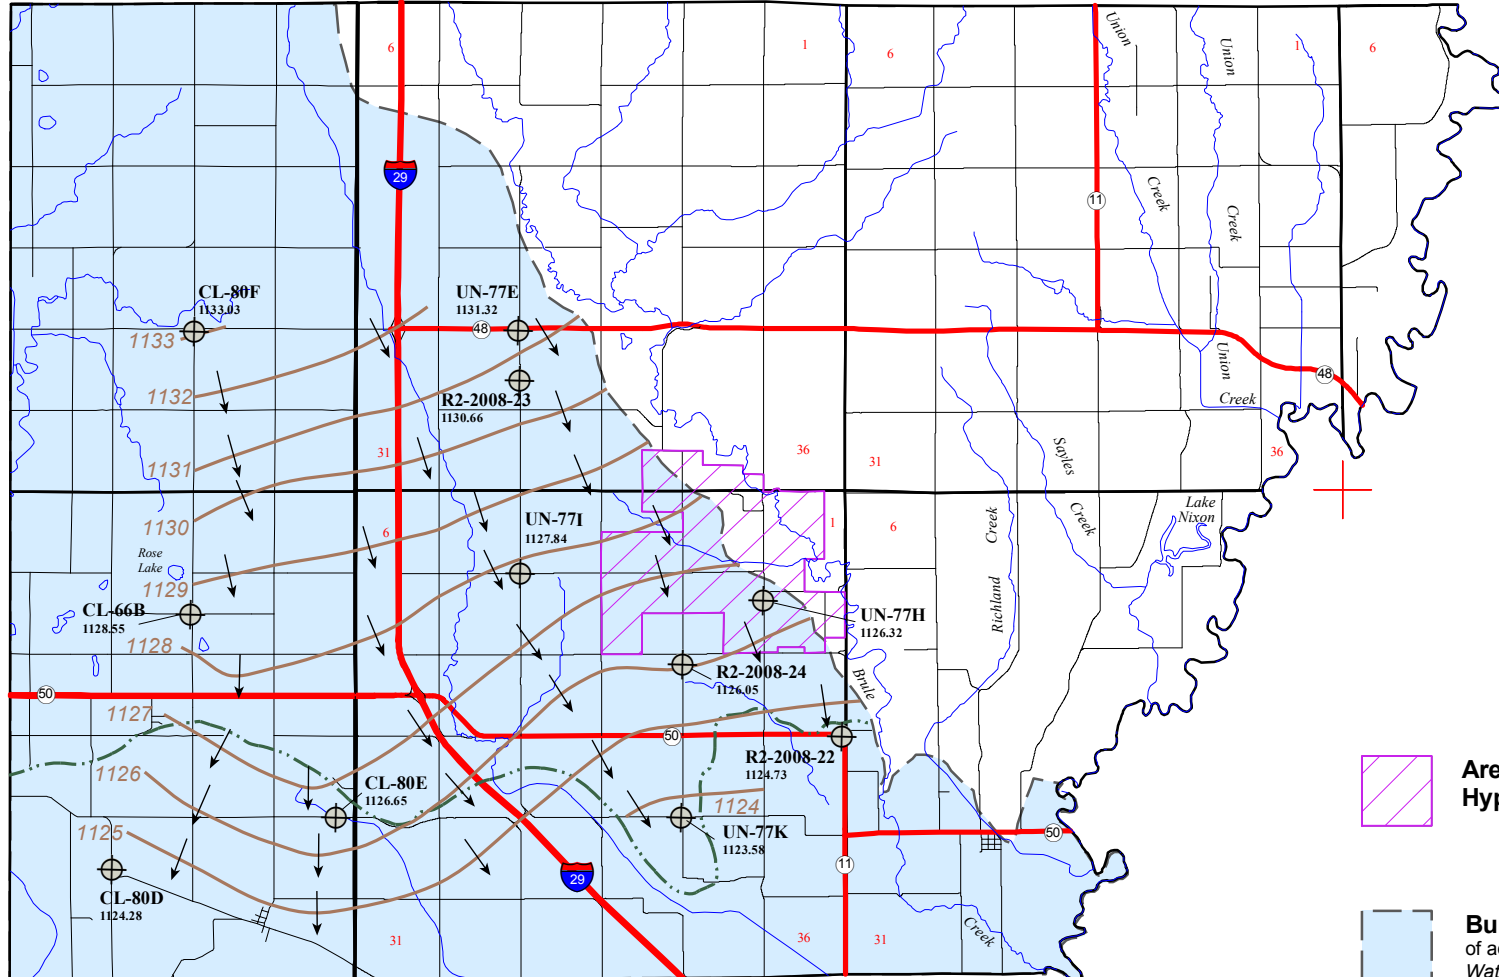 6
1
6
1
6
Union
Union
29
Creek
11
Creek
CL-80F
1133.03
UN-77E
1131.32
1133
48
Union
48
1132
R2-2008-23
1130.66
Creek
31
36
31
Sayles
36
1131
1130
UN-77I
1127.84
6
1
6
Creek
Creek
Lake
Nixon
Rose
Lake
1129
CL-66B
1128.55
UN-77H
1126.32
Richland
1128
R2-2008-24
1126.05
Brule
50
1127
50
R2-2008-22
1124.73
1126
CL-80E
1126.65
Are
Hyp
1124
1125
UN-77K
1123.58
50
11
29
CL-80D
1124.28
31
36
31
Creek
Bu
of a
Wat